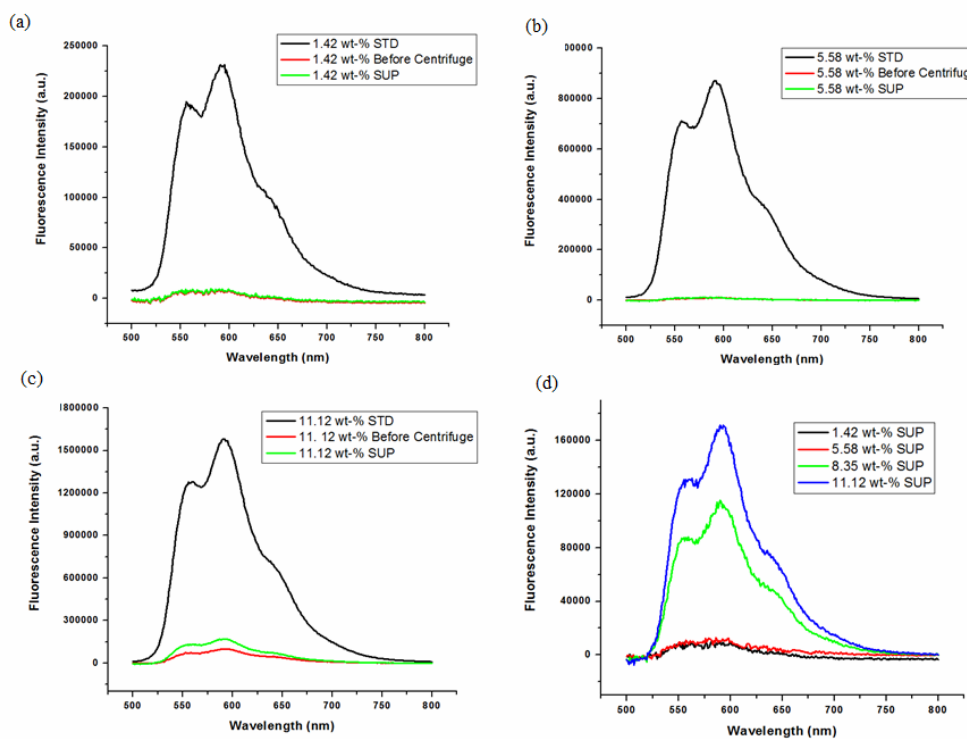 (a)
1.42 wt-% STD
1.42 wt-% Before Centrifuge
1.42 wt-% SUP
Fluorescence Intensity (a.u.)
250000
200000
150000
100000
50000
0
500 550 600 650 700 750 800
Wavelength (nm)
(b)
5.58 wt-% STD
5.58 wt-% Before Centrifug
5.58 wt-% SUP
Fluorescence Intensity (a.u.)
00000
800000
600000
400000
200000
0
500 550 600 650 700 750 800
Wavelength (nm)
(c)
11.12 wt-% STD
11. 12 wt-% Before Centrifuge
11.12 wt-% SUP
Fluorescence Intensity (a.u.)
1800000
1500000
1200000
900000
600000
300000
0
500 550 600 650 700 750 800
Wavelength (nm)
(d)
1.42 wt-% SUP
5.58 wt-% SUP
8.35 wt-% SUP
11.12 wt-% SUP
Fluorescence Intensity (a.u.)
160000
120000
80000
40000
0
500 550 600 650 700 750 800
Wavelength (nm)